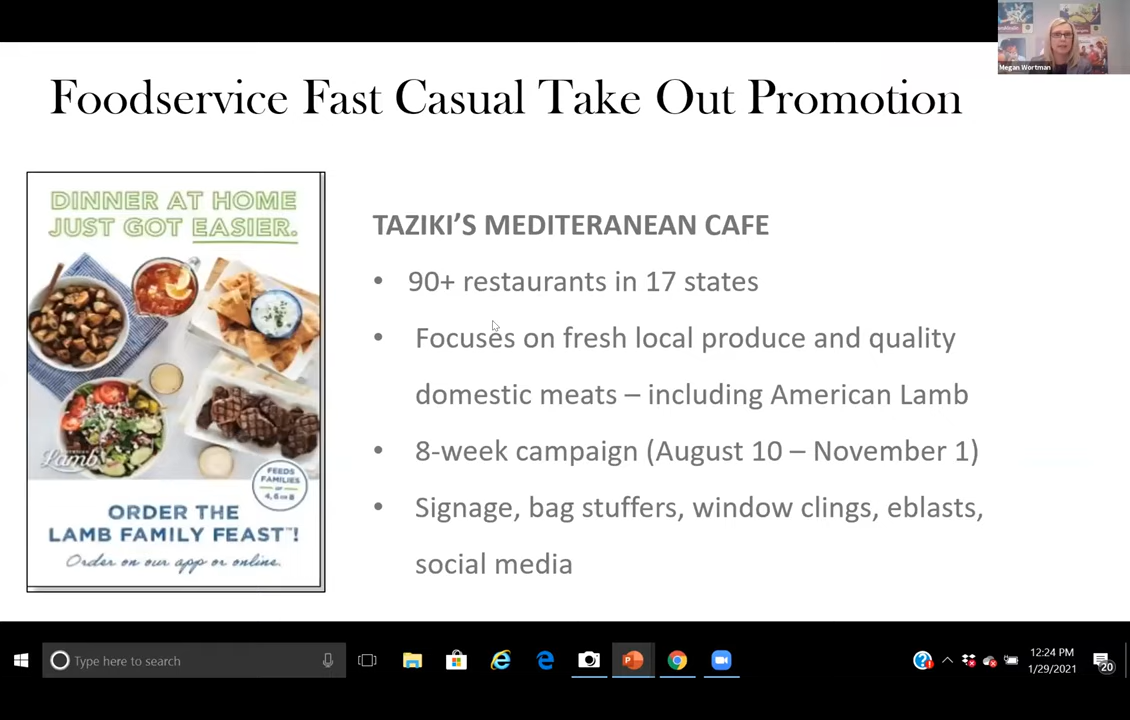 Megan Wortman
Foodservice Fast Casual Take Out Promotion
DINNER AT HOME
JUST GOT EASIER.
Lamb
FEEDS
FAMILIES
OF
4, 6 OR 8
ORDER THE
LAMB FAMILY FEAST™!
Order on our app or online.
TAZIKI'S MEDITERANEAN CAFE
• 90+ restaurants in 17 states
• Focuses on fresh local produce and quality
domestic meats – including American Lamb
• 8-week campaign (August 10 – November 1)
• Signage, bag stuffers, window clings, eblasts,
social media
Type here to search
12:24 PM
1/29/2021
20